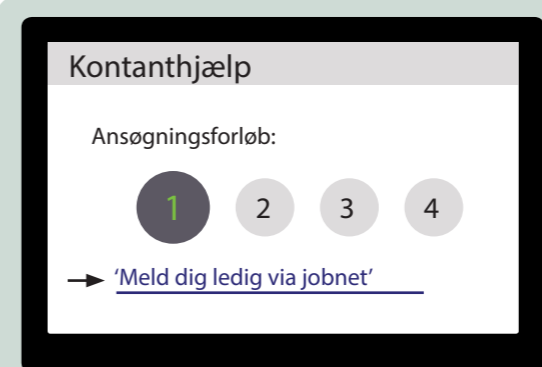 Kontanthjælp
Ansøgningsforløb:
1 2 3 4
‘Meld dig ledig via jobnet’